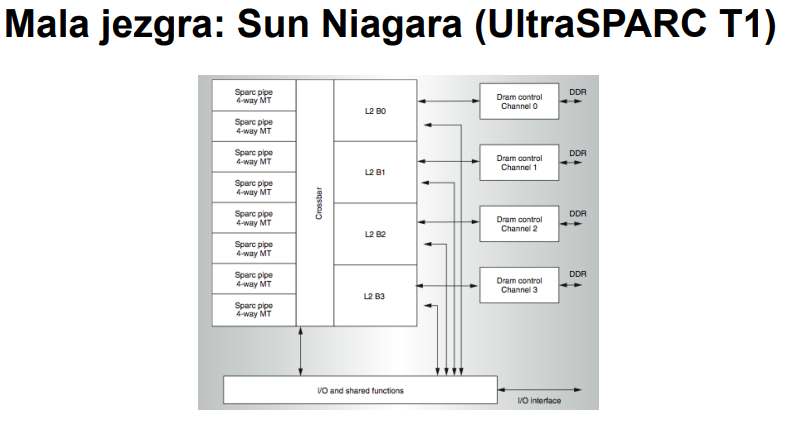 Mala jezgra: Sun Niagara (UltraSPARC T1)
Sparc pipe
4-way MT
Sparc pipe
4-way MT
Sparc pipe
4-way MT
Sparc pipe
4-way MT
Sparc pipe
4-way MT
Sparc pipe
4-way MT
Sparc pipe
4-way MT
Sparc pipe
4-way MT
Crossbar
L2 B0
L2 B1
L2 B2
L2 B3
Dram control
Channel 0
DDR
Dram control
Channel 1
DDR
Dram control
Channel 2
DDR
Dram control
Channel 3
DDR
I/O and shared functions
I/O interface